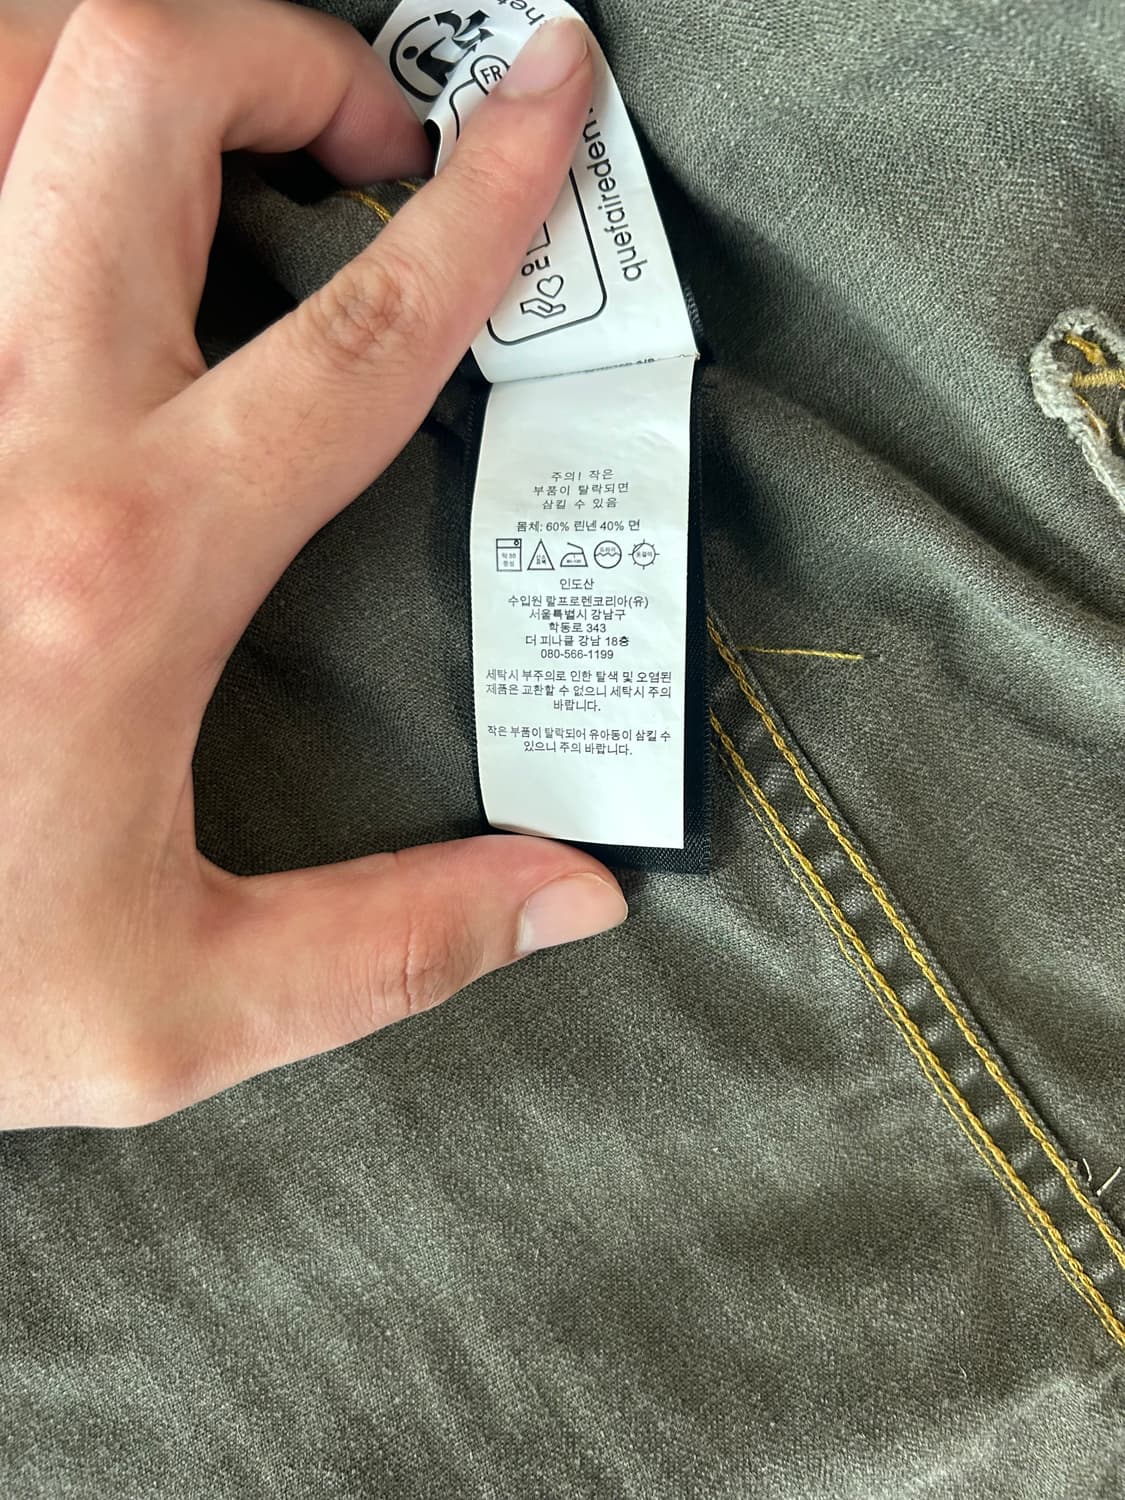 FR
OU
quefairedem
주의! 작은
부품이 탈락되면
삼킬 수 있음
몸체: 60% 린넨 40% 면
인도산
수입원 랄프로렌코리아(유)
서울특별시 강남구
학동로 343
더 피나클 강남 18층
080-566-1199
세탁시 부주의로 인한 탈색 및 오염된
제품은 교환할 수 없으니 세탁시 주의
바랍니다.
작은 부품이 탈락되어 유아동이 삼킬 수
있으니 주의 바랍니다.